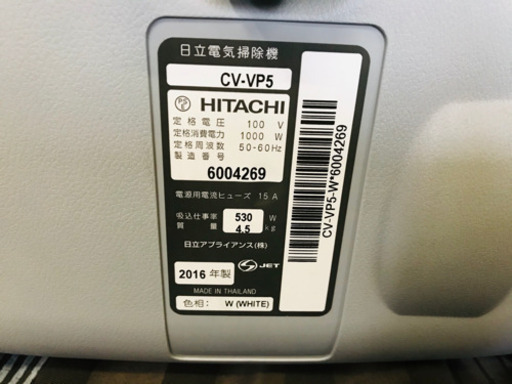 日立電気掃除機
CV-VP5
PS E HITACHI
定格電圧 100 V
定格消費電力 1000 W
定格周波数 50-60Hz
製造番号
6004269
電源用電流ヒューズ 15 A
吸込仕事率 530 W
質量 4.5 kg
日立アプライアンス(株)
2016 年製
S JET
MADE IN THAILAND
色相: W (WHITE)
CV-VP5-W*6004269